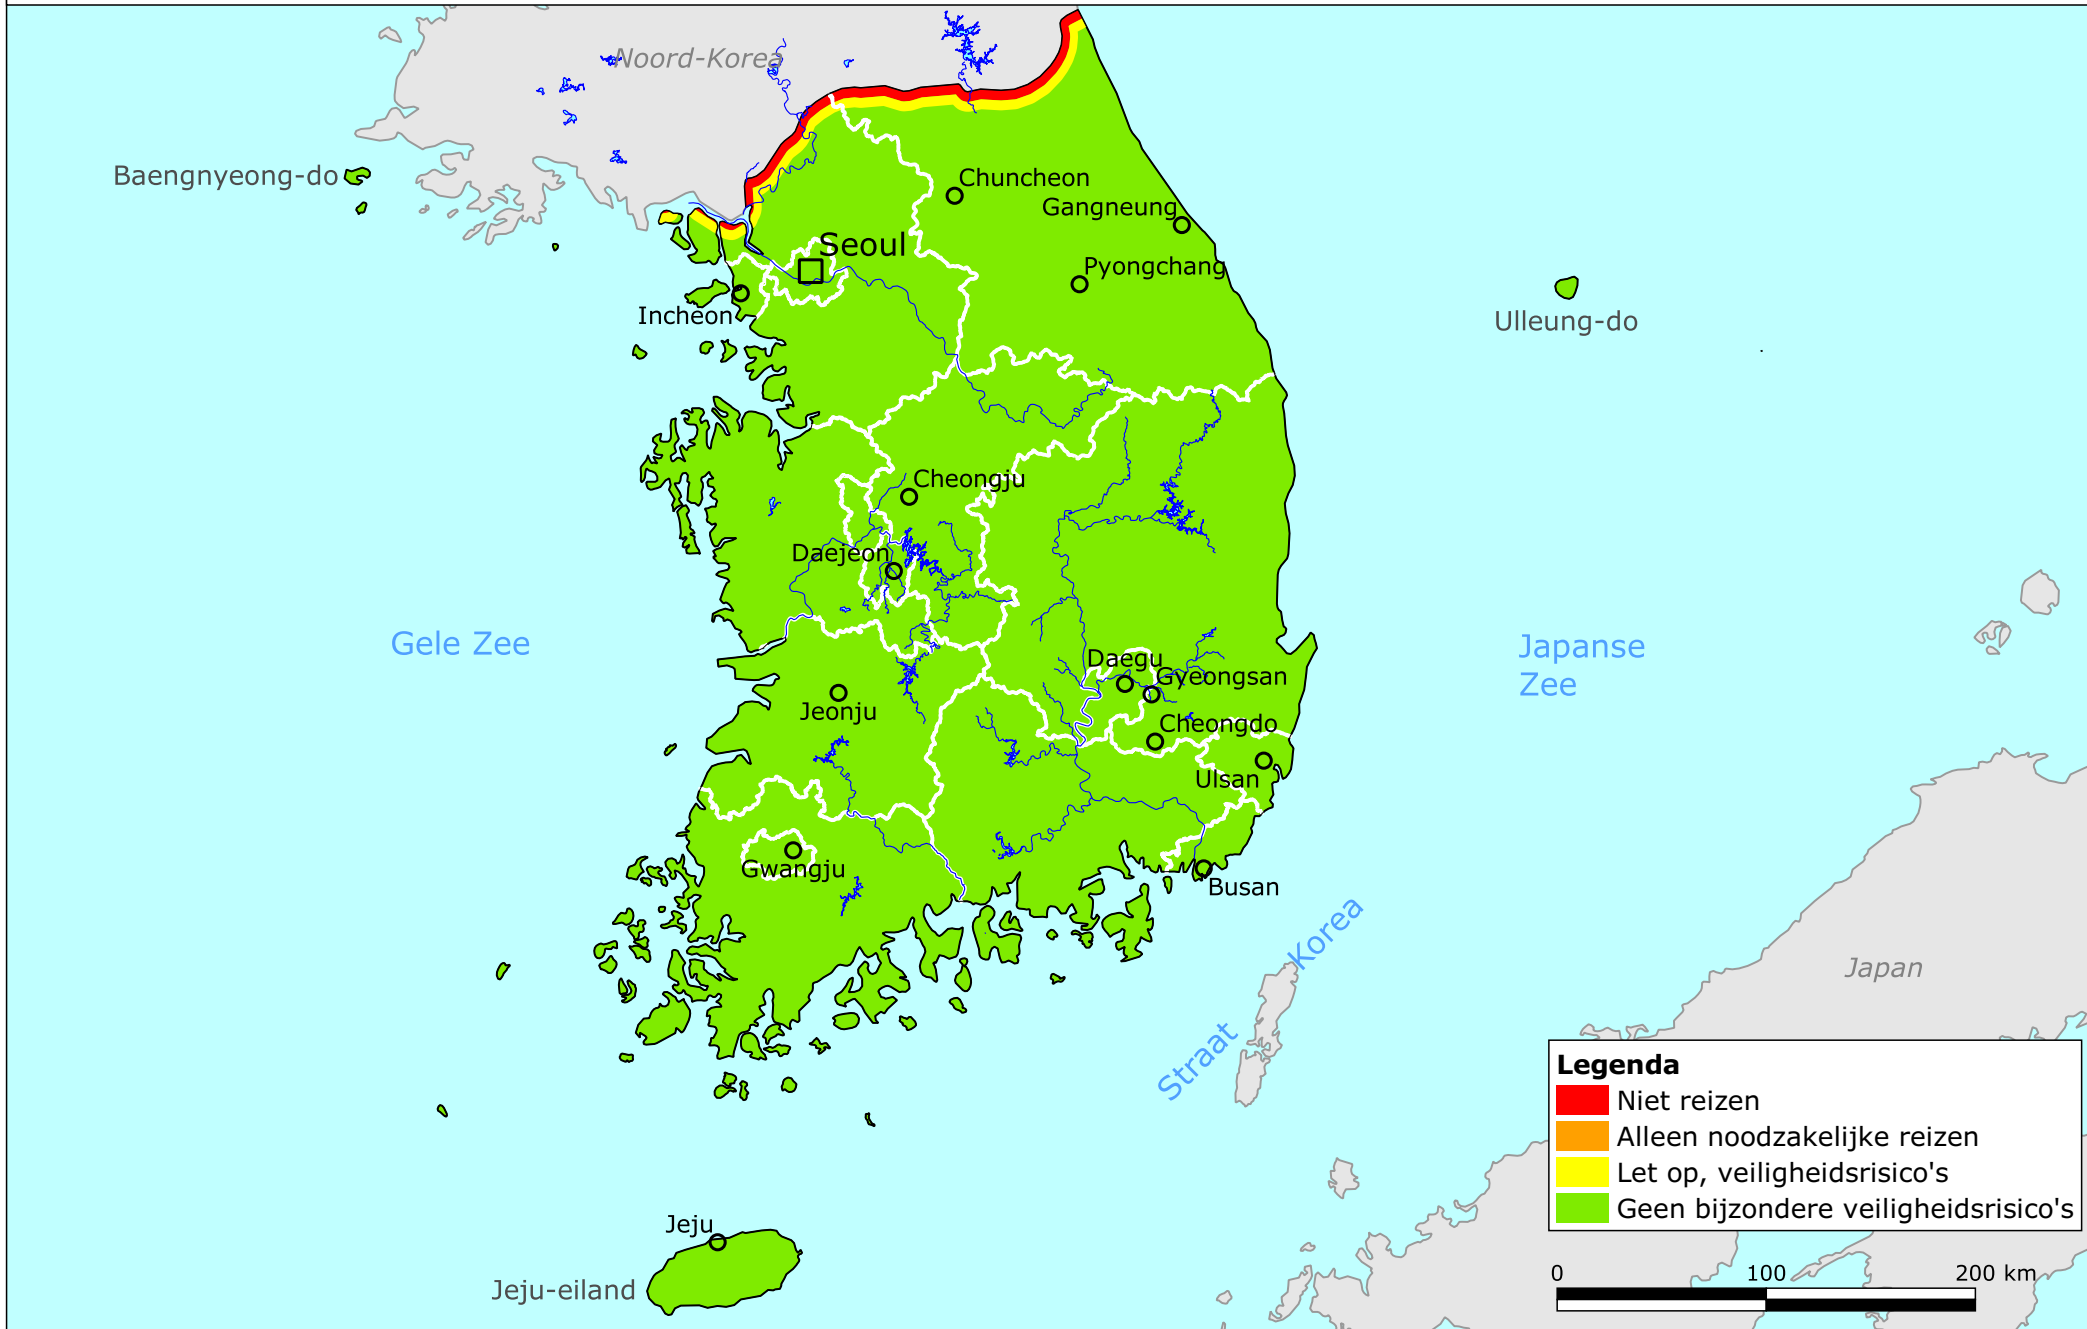 Noord-Korea
Baengnyeong-do
Chuncheon
Gangneung
Seoul
Pyongchang
Incheon
Ulleung-do
Cheongju
Daejeon
Gele Zee
Japanse
Zee
Daegu
Gyeongsan
Jeonju
Cheongdo
Ulsan
Gwangju
Busan
Straat Korea
Japan
Legenda
Niet reizen
Alleen noodzakelijke reizen
Let op, veiligheidsrisico's
Geen bijzondere veiligheidsrisico's
Jeju
Jeju-eiland
0 100 200 km